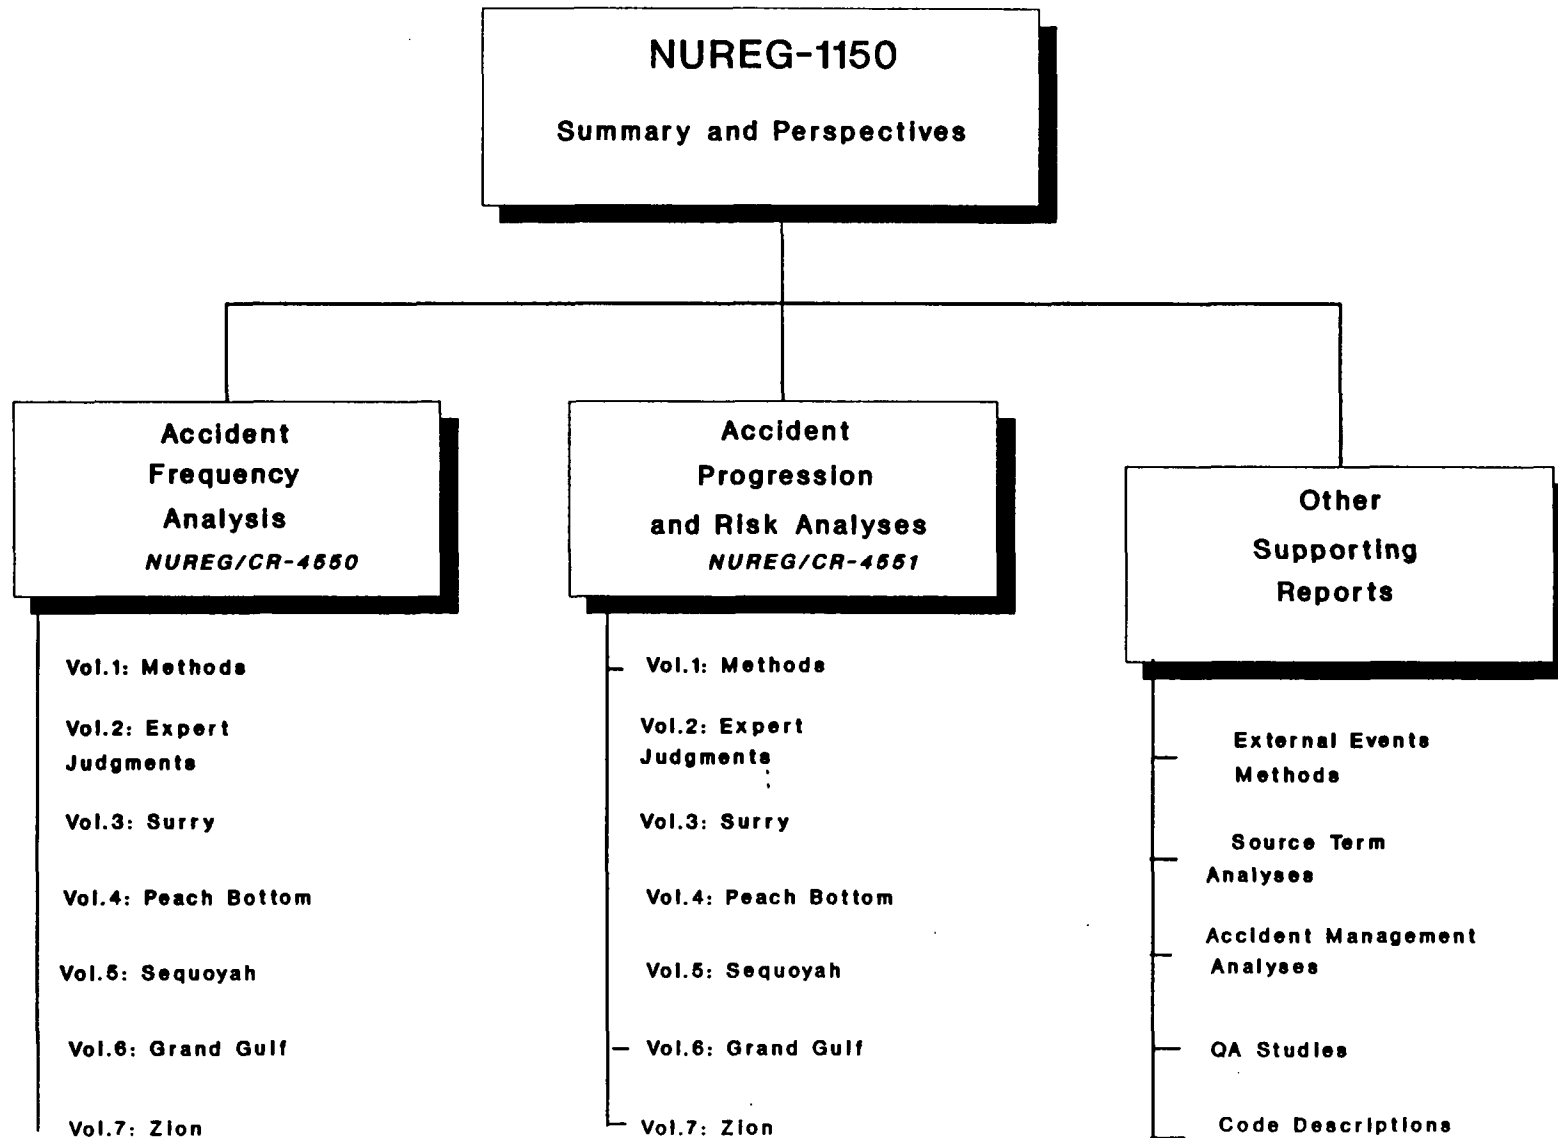 NUREG-1150
Summary and Perspectives
Accident
Frequency
Analysis
NUREG/CR-4550
Vol.1: Methods
Vol.2: Expert
Judgments
Vol.3: Surry
Vol.4: Peach Bottom
Vol.5: Sequoyah
Vol.6: Grand Gulf
Vol.7: Zion
Accident
Progression
and Risk Analyses
NUREG/CR-4551
Vol.1: Methods
Vol.2: Expert
Judgments
Vol.3: Surry
Vol.4: Peach Bottom
Vol.5: Sequoyah
Vol.6: Grand Gulf
Vol.7: Zion
Other
Supporting
Reports
External Events
Methods
Source Term
Analyses
Accident Management
Analyses
QA Studies
Code Descriptions